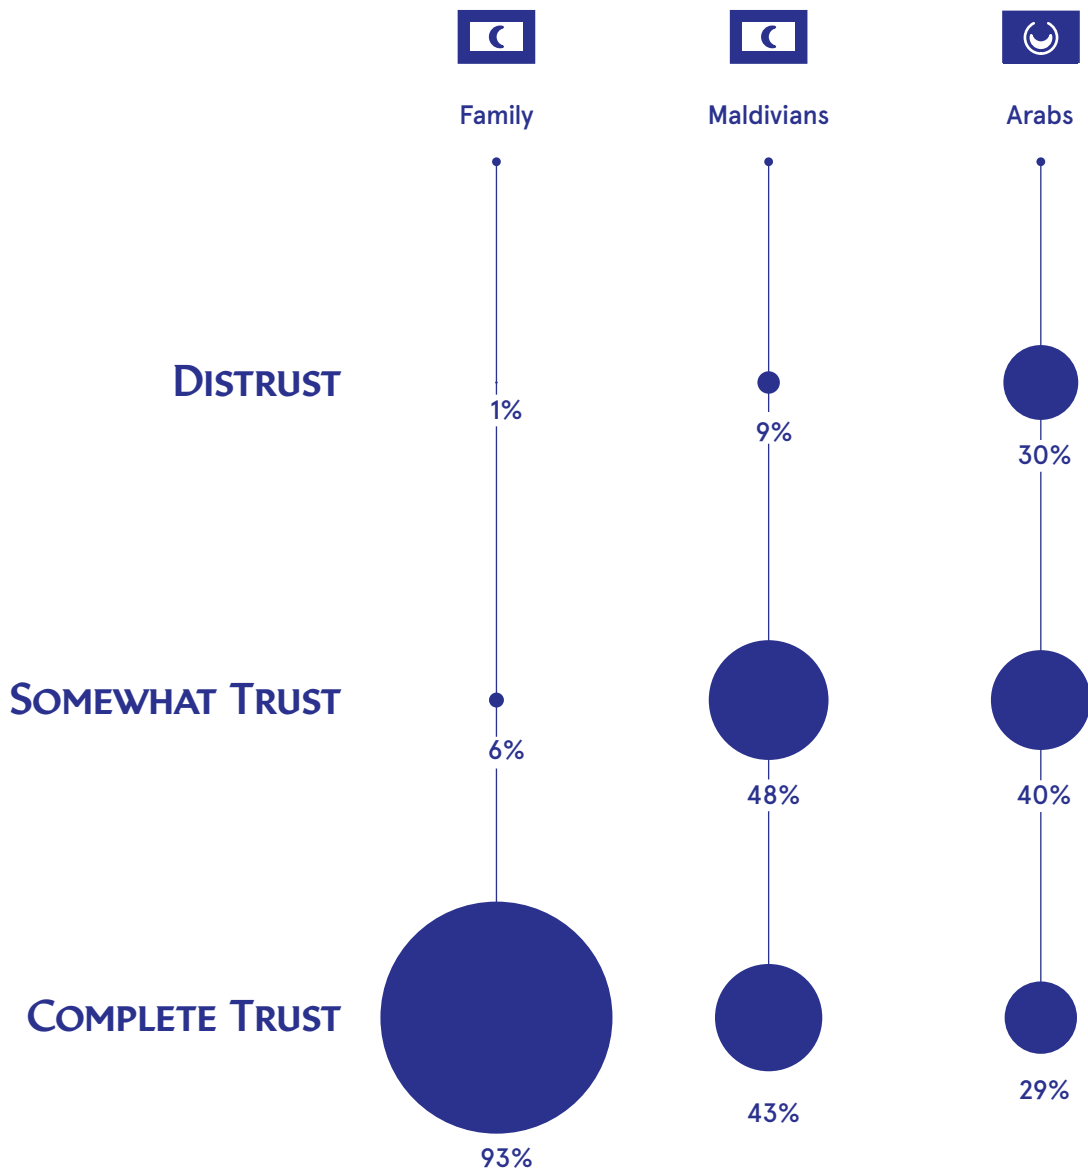 Family Maldivians Arabs
DISTRUST
1% 9% 30%
SOMEWHAT TRUST
6% 48% 40%
COMPLETE TRUST
93% 43% 29%